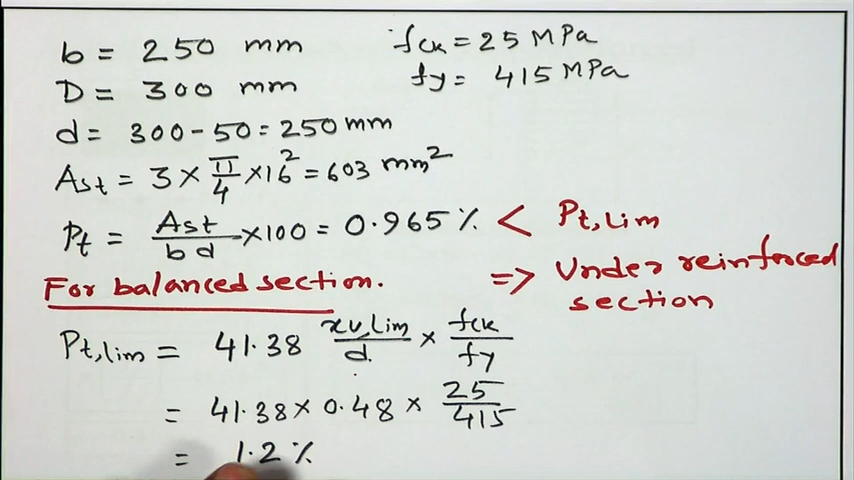 b = 250 mm fck = 25 MPa
D = 300 mm fy = 415 MPa
d = 300 - 50 = 250 mm
Ast = 3 × π/4 × 16² = 603 mm²
Pt = Ast/bd × 100 = 0.965 % < Pt,lim
For balanced section. => Under reinforced
section
Pt,lim = 41.38 xu,lim/d × fck/fy
= 41.38 × 0.48 × 25/415
= 1.2 %